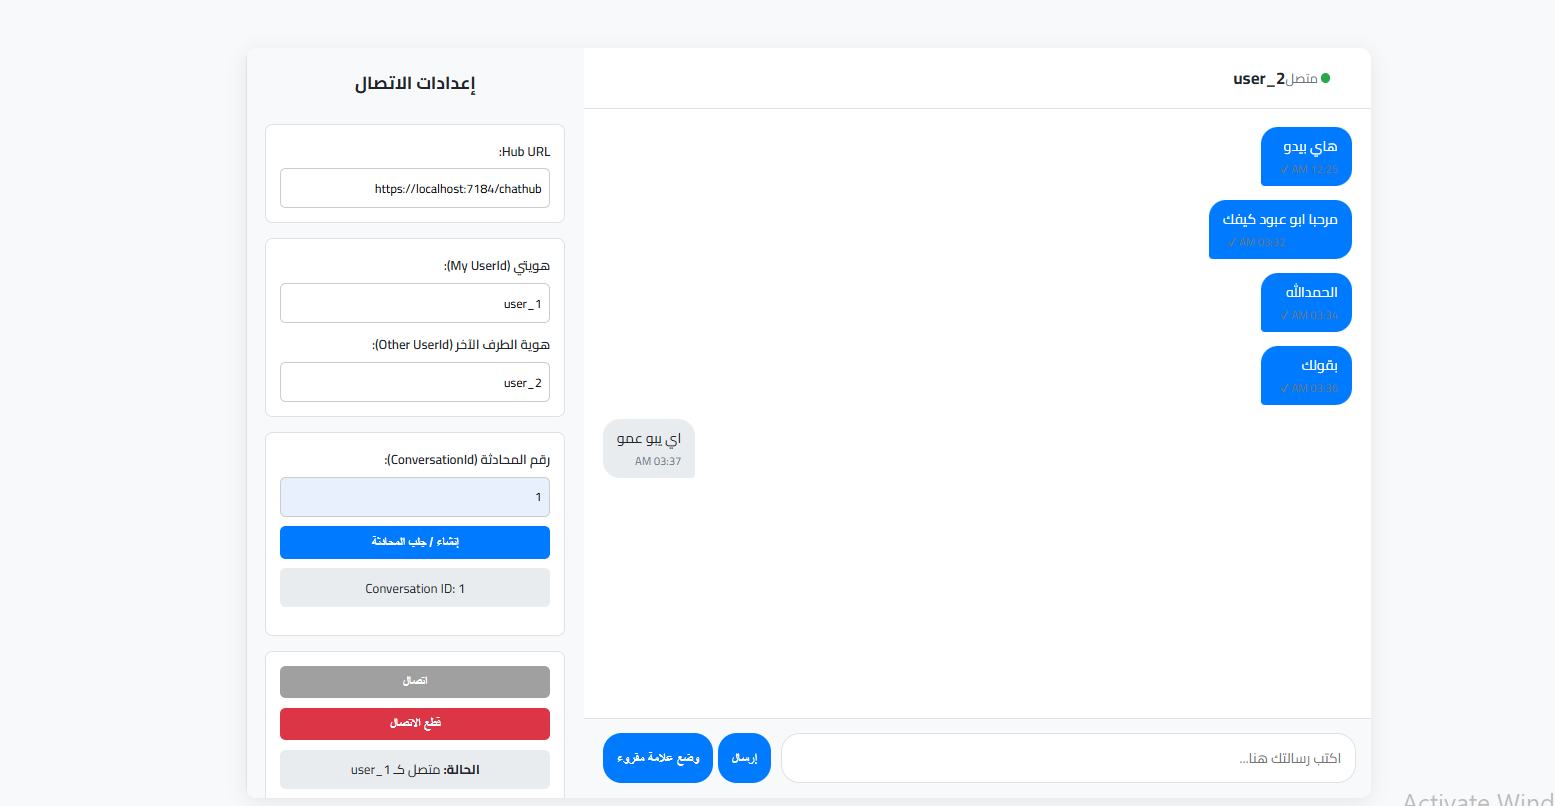 متصل user_2
هاي بيدو
12:25 AM ✓
مرحبا ابو عبود كيفك
03:32 AM ✓
الحمدالله
03:34 AM ✓
بقولك
03:36 AM ✓
اي يبو عمو
03:37 AM
اكتب رسالتك هنا...
إرسال
وضع علامة مقروء
إعدادات الاتصال
Hub URL:
https://localhost:7184/chathub
هويتي (My UserId):
user_1
هوية الطرف الآخر (Other UserId):
user_2
رقم المحادثة (ConversationId):
1
إنشاء / جلب المحادثة
Conversation ID: 1
اتصال
قطع الاتصال
الحالة: متصل كـ user_1
Activate Wind